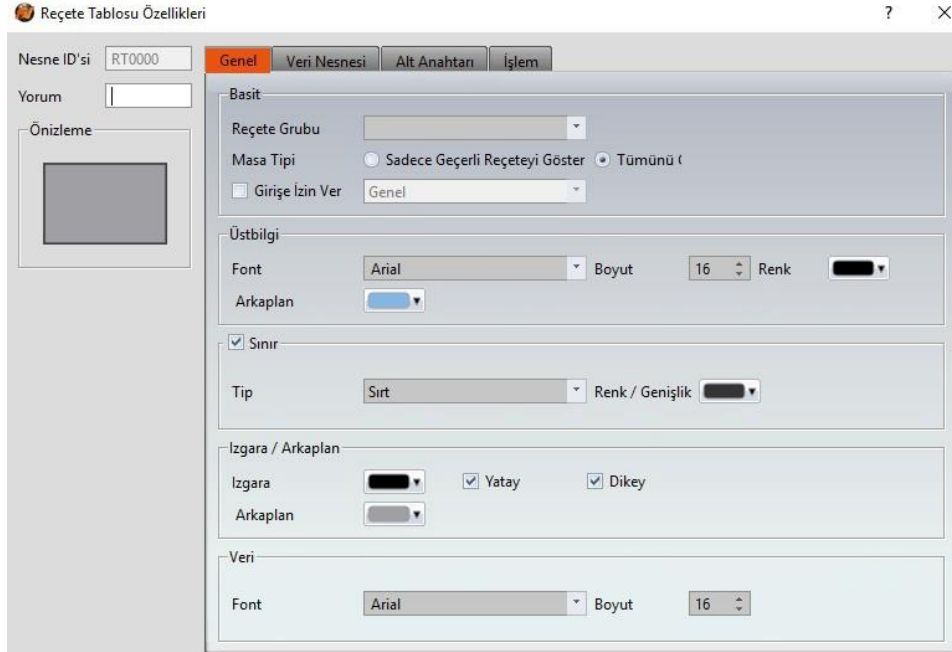 Reçete Tablosu Özellikleri ? X
Nesne ID'si RT0000
Yorum
Önizleme
Genel Veri Nesnesi Alt Anahtarı İşlem
Basit
Reçete Grubu
Masa Tipi Sadece Geçerli Reçeteyi Göster Tümünü
Girişe İzin Ver Genel
Üstbilgi
Font Arial Boyut 16 Renk
Arkaplan
Sınır
Tip Sırt Renk / Genişlik
Izgara / Arkaplan
Izgara Yatay Dikey
Arkaplan
Veri
Font Arial Boyut 16